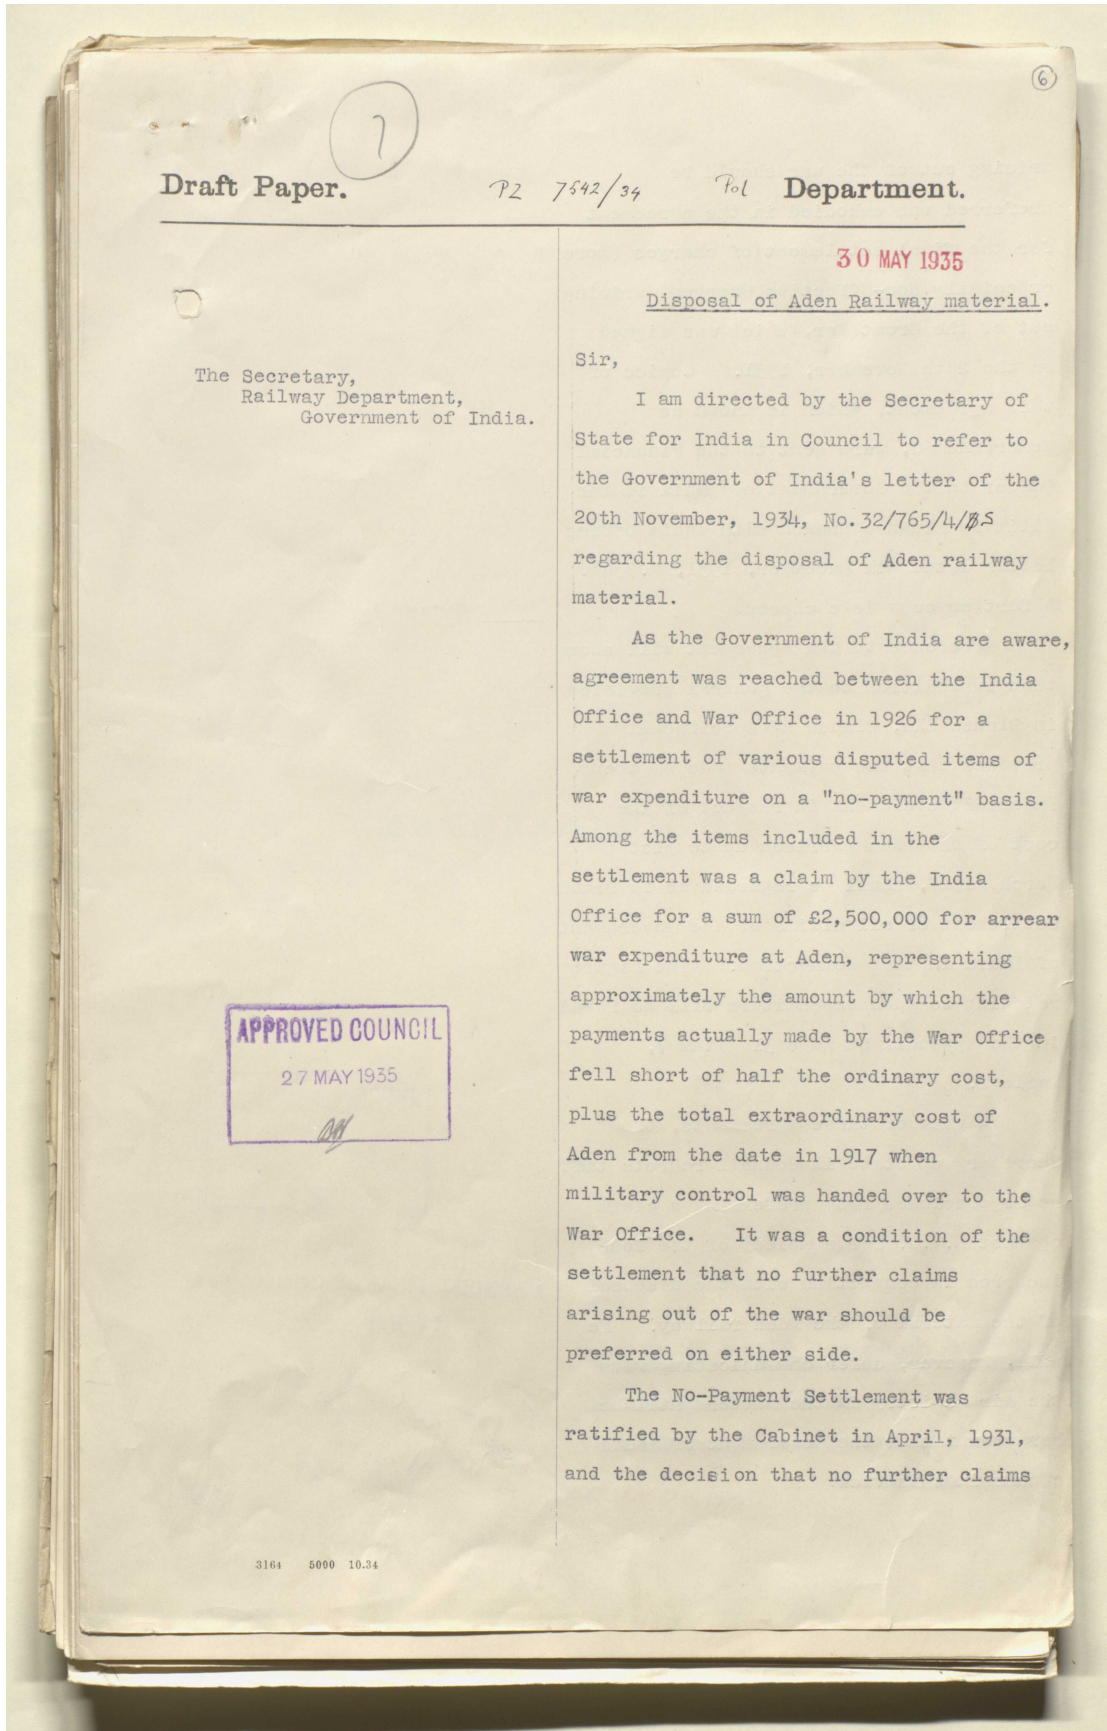 6
7
Draft Paper. PZ 7542/34 Pol Department.
30 MAY 1935
Disposal of Aden Railway material.
The Secretary,
Railway Department,
Government of India.
Sir,
I am directed by the Secretary of
State for India in Council to refer to
the Government of India's letter of the
20th November, 1934, No.32/765/4/S
regarding the disposal of Aden railway
material.
As the Government of India are aware,
agreement was reached between the India
Office and War Office in 1926 for a
settlement of various disputed items of
war expenditure on a "no-payment" basis.
Among the items included in the
settlement was a claim by the India
Office for a sum of £2,500,000 for arrear
war expenditure at Aden, representing
approximately the amount by which the
payments actually made by the War Office
fell short of half the ordinary cost,
plus the total extraordinary cost of
Aden from the date in 1917 when
military control was handed over to the
War Office. It was a condition of the
settlement that no further claims
arising out of the war should be
preferred on either side.
The No-Payment Settlement was
ratified by the Cabinet in April, 1931,
and the decision that no further claims
APPROVED COUNCIL
27 MAY 1935
3164 5000 10.34